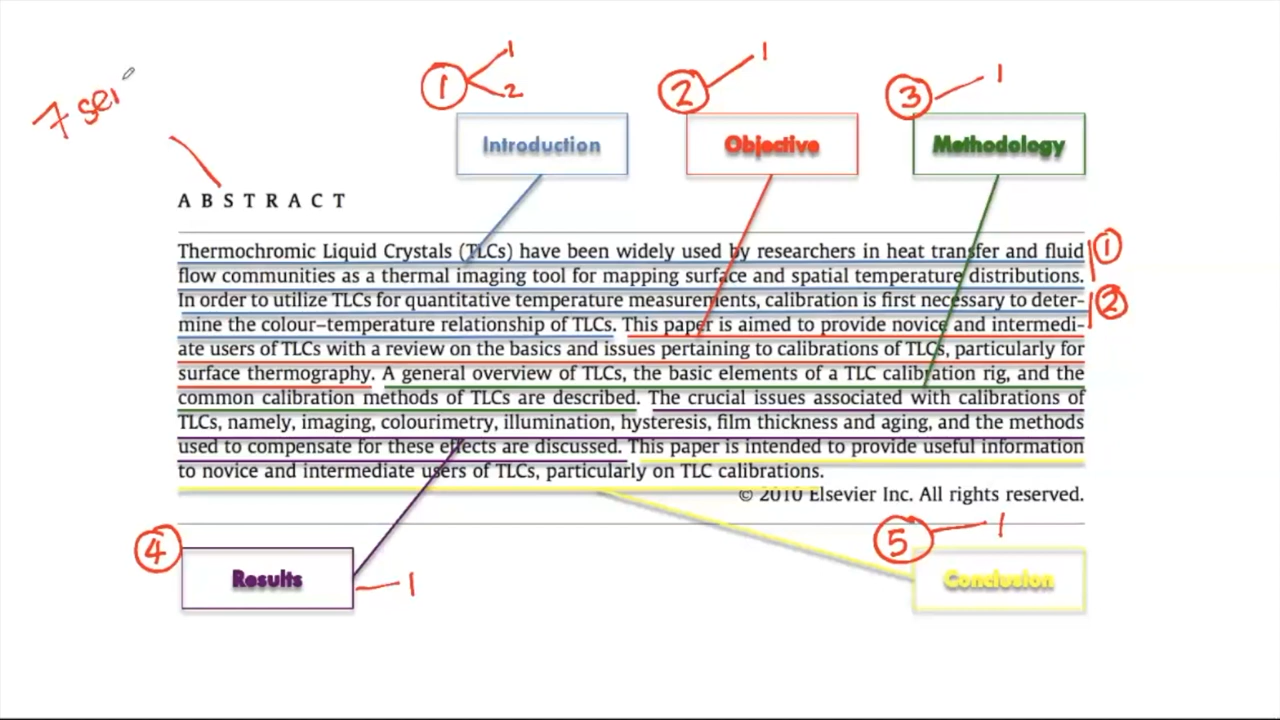 7 sen
1
1
2
2
1
3
1
Introduction
Objective
Methodology
ABSTRACT
Thermochromic Liquid Crystals (TLCs) have been widely used by researchers in heat transfer and fluid
flow communities as a thermal imaging tool for mapping surface and spatial temperature distributions.
1
In order to utilize TLCs for quantitative temperature measurements, calibration is first necessary to deter-
2
mine the colour–temperature relationship of TLCs. This paper is aimed to provide novice and intermedi-
ate users of TLCs with a review on the basics and issues pertaining to calibrations of TLCs, particularly for
surface thermography. A general overview of TLCs, the basic elements of a TLC calibration rig, and the
common calibration methods of TLCs are described. The crucial issues associated with calibrations of
TLCs, namely, imaging, colourimetry, illumination, hysteresis, film thickness and aging, and the methods
used to compensate for these effects are discussed. This paper is intended to provide useful information
to novice and intermediate users of TLCs, particularly on TLC calibrations.
© 2010 Elsevier Inc. All rights reserved.
4
5
1
Results
1
Conclusion